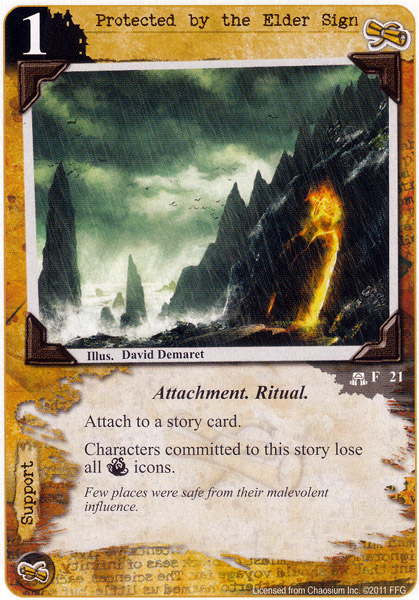 1
Protected by the Elder Sign
Illus. David Demaret
F 21
Attachment. Ritual.
Attach to a story card.
Characters committed to this story lose
all icons.
Few places were safe from their malevolent
influence.
Support
Licensed from Chaosium Inc. ©2011 FFG